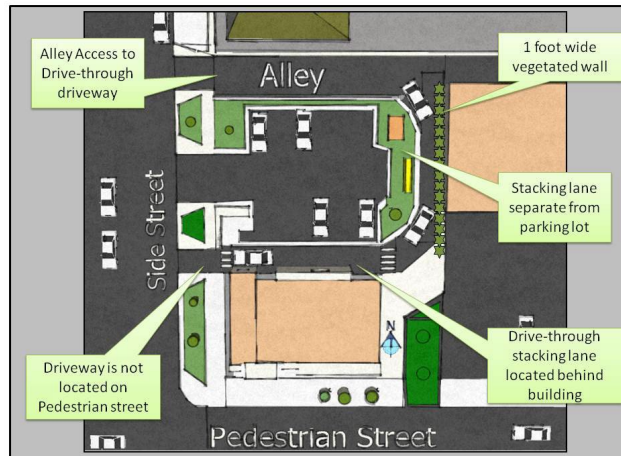 Alley Access to
Drive-through
driveway
Alley
1 foot wide
vegetated wall
Side Street
Stacking lane
separate from
parking lot
N
Driveway is not
located on
Pedestrian street
Drive-through
stacking lane
located behind
building
Pedestrian Street